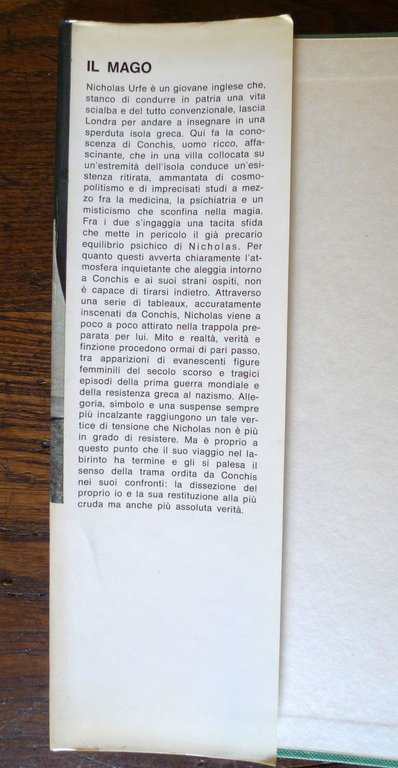 IL MAGO
Nicholas Urfe è un giovane inglese che,
stanco di condurre in patria una vita
scialba e del tutto convenzionale, lascia
Londra per andare a insegnare in una
sperduta isola greca. Qui fa la cono-
scenza di Conchis, uomo ricco, affa-
scinante, che in una villa collocata su
un'estremità dell'isola conduce un'esi-
stenza ritirata, ammantata di cosmo-
politismo e di imprecisati studi a mez-
zo fra la medicina, la psichiatria e un
misticismo che sconfina nella magia.
Fra i due s'ingaggia una tacita sfida
che mette in pericolo il già precario
equilibrio psichico di Nicholas. Per
quanto questi avverta chiaramente l'at-
mosfera inquietante che aleggia intorno
a Conchis e ai suoi strani ospiti, non
è capace di tirarsi indietro. Attraverso
una serie di tableaux, accuratamente
inscenati da Conchis, Nicholas viene a
poco a poco attirato nella trappola pre-
parata per lui. Mito e realtà, verità e
finzione procedono ormai di pari passo,
tra apparizioni di evanescenti figure
femminili del secolo scorso e tragici
episodi della prima guerra mondiale e
della resistenza greca al nazismo. Alle-
goria, simbolo e una suspense sempre
più incalzante raggiungono un tale ver-
tice di tensione che Nicholas non è più
in grado di resistere. Ma è proprio a
questo punto che il suo viaggio nel la-
birinto ha termine e gli si palesa il
senso della trama ordita da Conchis
nei suoi confronti: la dissezione del
proprio io e la sua restituzione alla più
cruda ma anche più assoluta verità.